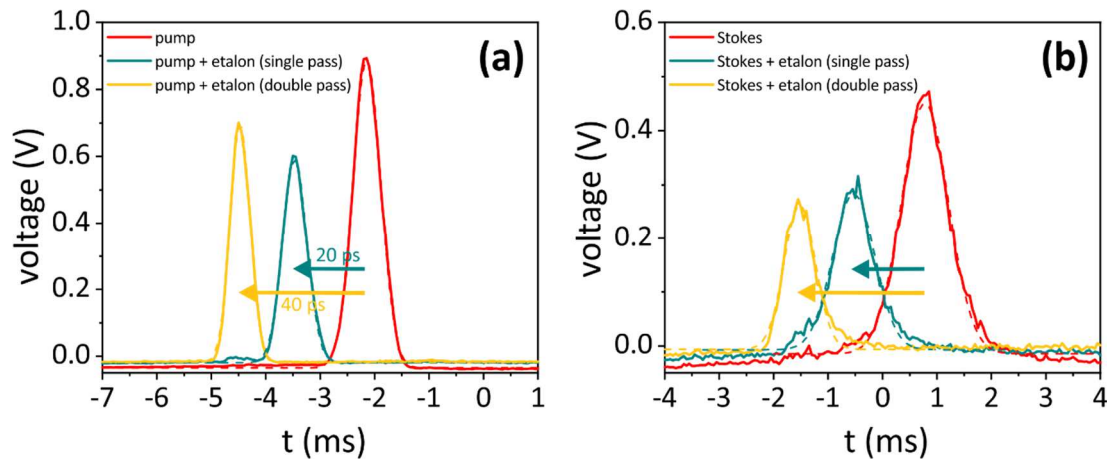 (a)
pump
pump + etalon (single pass)
pump + etalon (double pass)
20 ps
40 ps
voltage (V)
1.0
0.8
0.6
0.4
0.2
0.0
-7 -6 -5 -4 -3 -2 -1 0 1
t (ms)
(b)
Stokes
Stokes + etalon (single pass)
Stokes + etalon (double pass)
voltage (V)
0.6
0.4
0.2
0.0
-4 -3 -2 -1 0 1 2 3 4
t (ms)